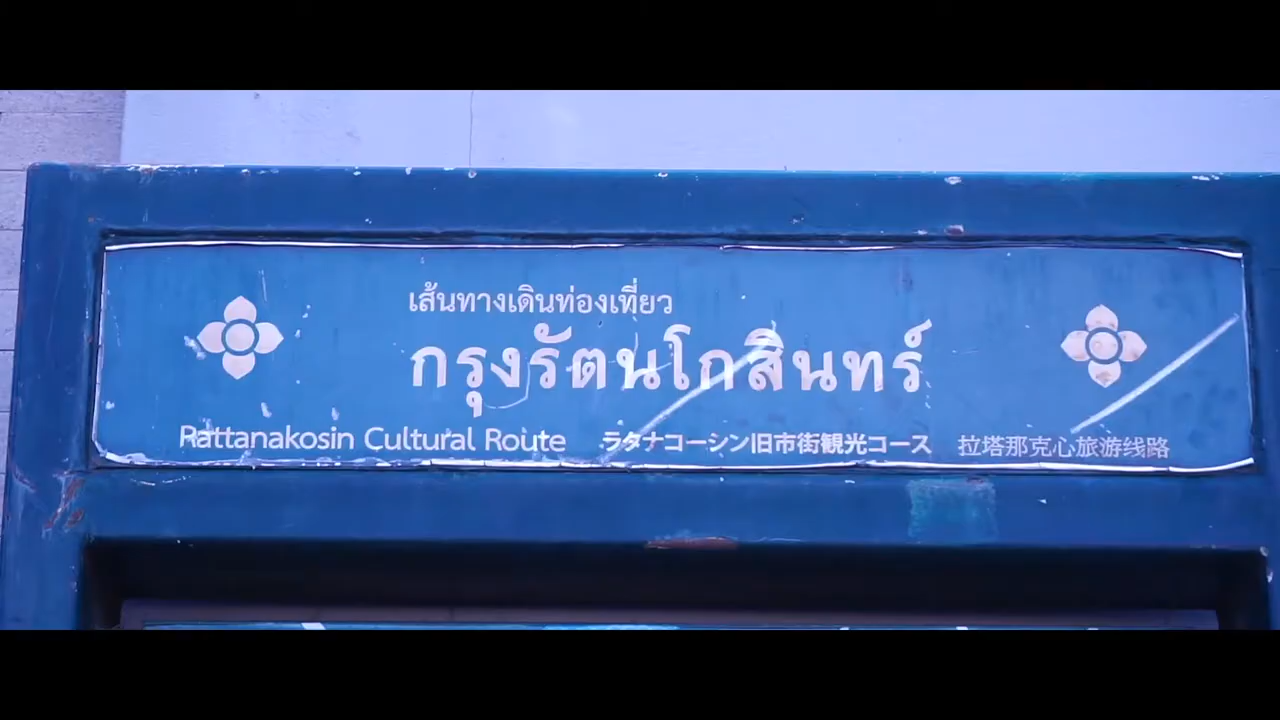 เส้นทางเดินท่องเที่ยว
กรุงรัตนโกสินทร์
Rattanakosin Cultural Route ラタナコーシン旧市街観光コース 拉塔那克心旅游线路